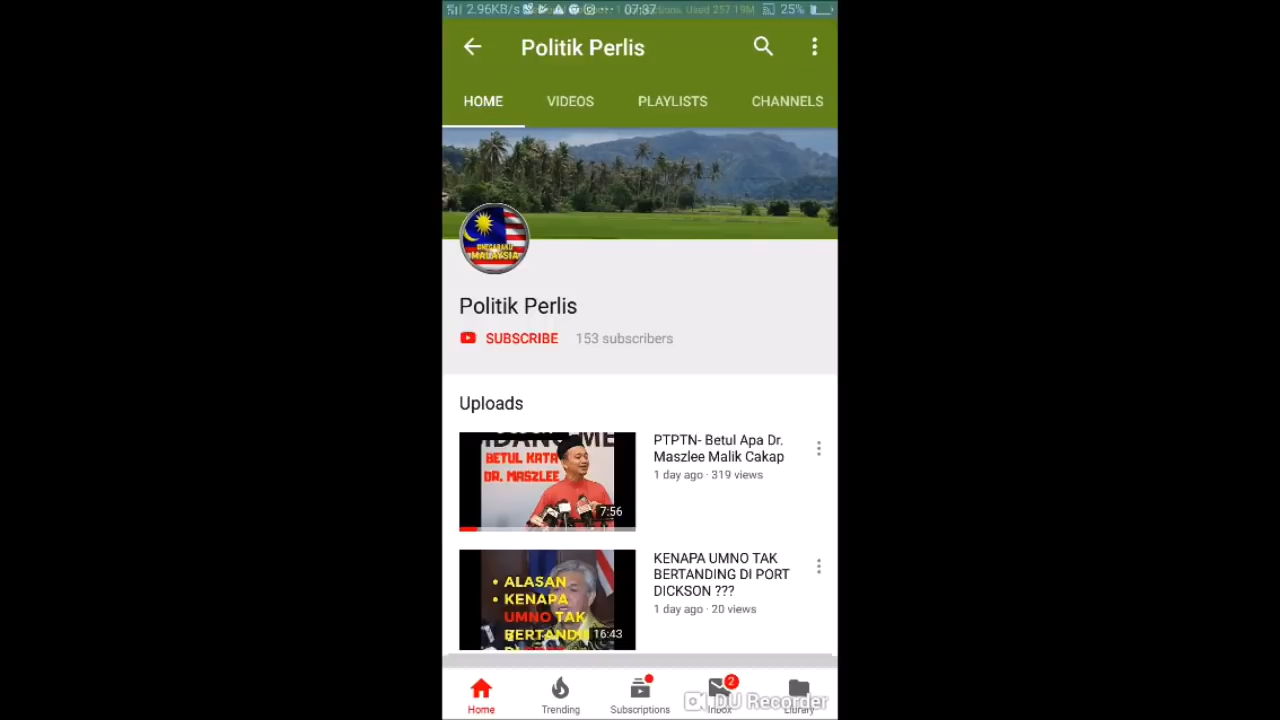 2.96KB/s 07:37 25%
Politik Perlis
HOME VIDEOS PLAYLISTS CHANNELS
MALAYSIA
Politik Perlis
SUBSCRIBE 153 subscribers
Uploads
BETUL KATA
DR. MASZLEE
7:56
PTPTN- Betul Apa Dr.
Maszlee Malik Cakap
1 day ago · 319 views
• ALASAN
• KENAPA
UMNO TAK
16:43
KENAPA UMNO TAK
BERTANDING DI PORT
DICKSON ???
1 day ago · 20 views
2
Home Trending Subscriptions Inbox Library
DU Recorder